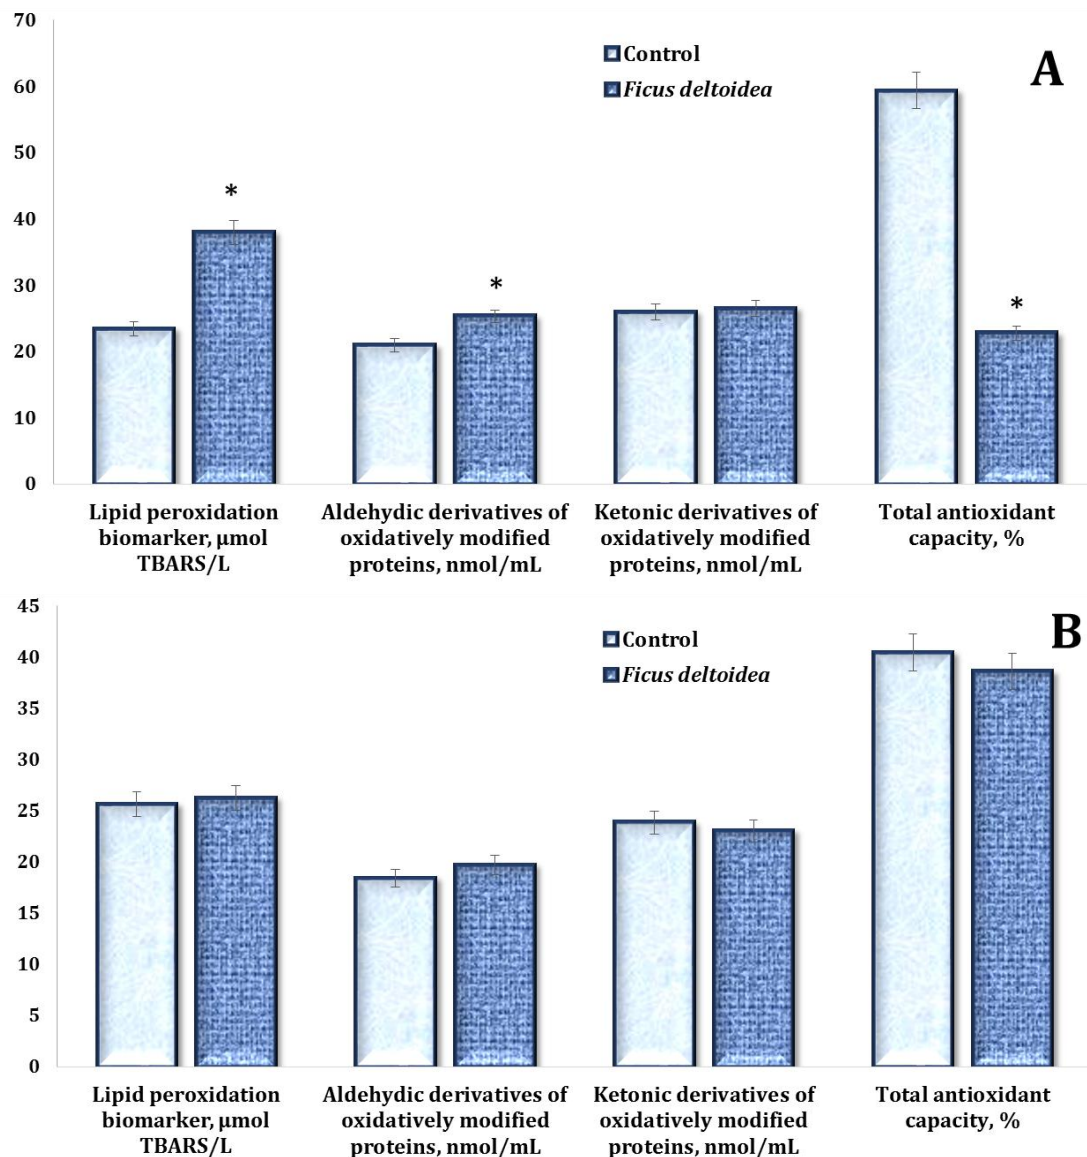 70
60
50
40
30
20
10
0
Control
Ficus deltoidea
A
*
*
*
Lipid peroxidation
biomarker, µmol
TBARS/L
Aldehydic derivatives of
oxidatively modified
proteins, nmol/mL
Ketonic derivatives of
oxidatively modified
proteins, nmol/mL
Total antioxidant
capacity, %
45
40
35
30
25
20
15
10
5
0
Control
Ficus deltoidea
B
Lipid peroxidation
biomarker, µmol
TBARS/L
Aldehydic derivatives of
oxidatively modified
proteins, nmol/mL
Ketonic derivatives of
oxidatively modified
proteins, nmol/mL
Total antioxidant
capacity, %